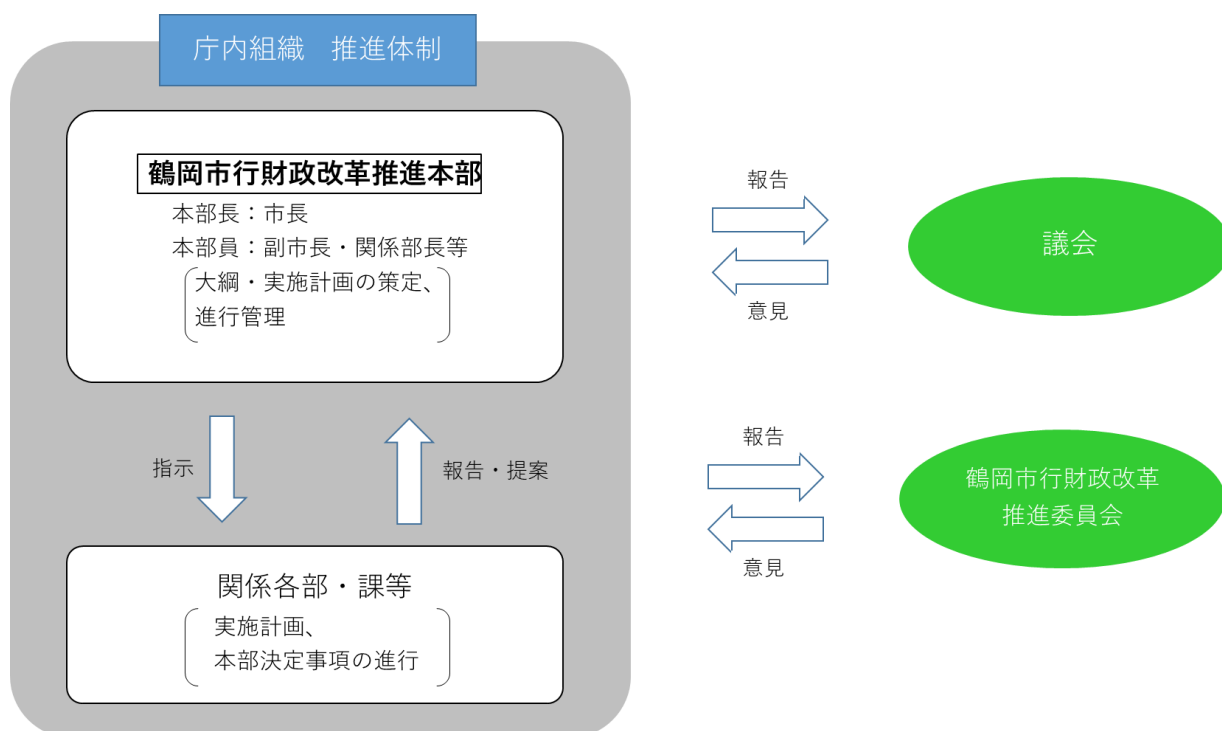 庁内組織　推進体制
鶴岡市行財政改革推進本部
本部長：市長
本部員：副市長・関係部長等
大綱・実施計画の策定、
進行管理
指示
報告・提案
関係各部・課等
実施計画、
本部決定事項の進行
報告
意見
議会
報告
意見
鶴岡市行財政改革
推進委員会